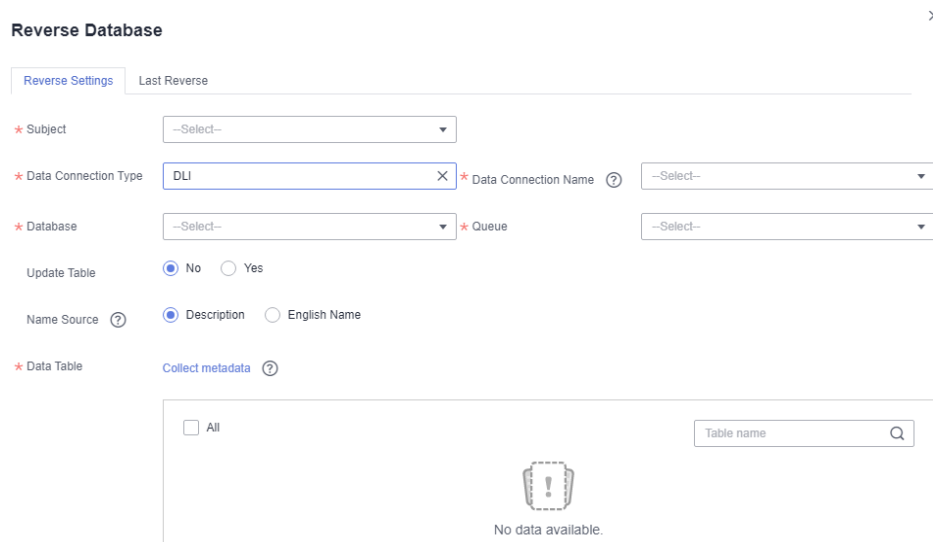 Reverse Database
Reverse Settings Last Reverse
* Subject --Select--
* Data Connection Type DLI * Data Connection Name ? --Select--
* Database --Select-- * Queue --Select--
Update Table No Yes
Name Source ? Description English Name
* Data Table Collect metadata ?
All Table name
No data available.